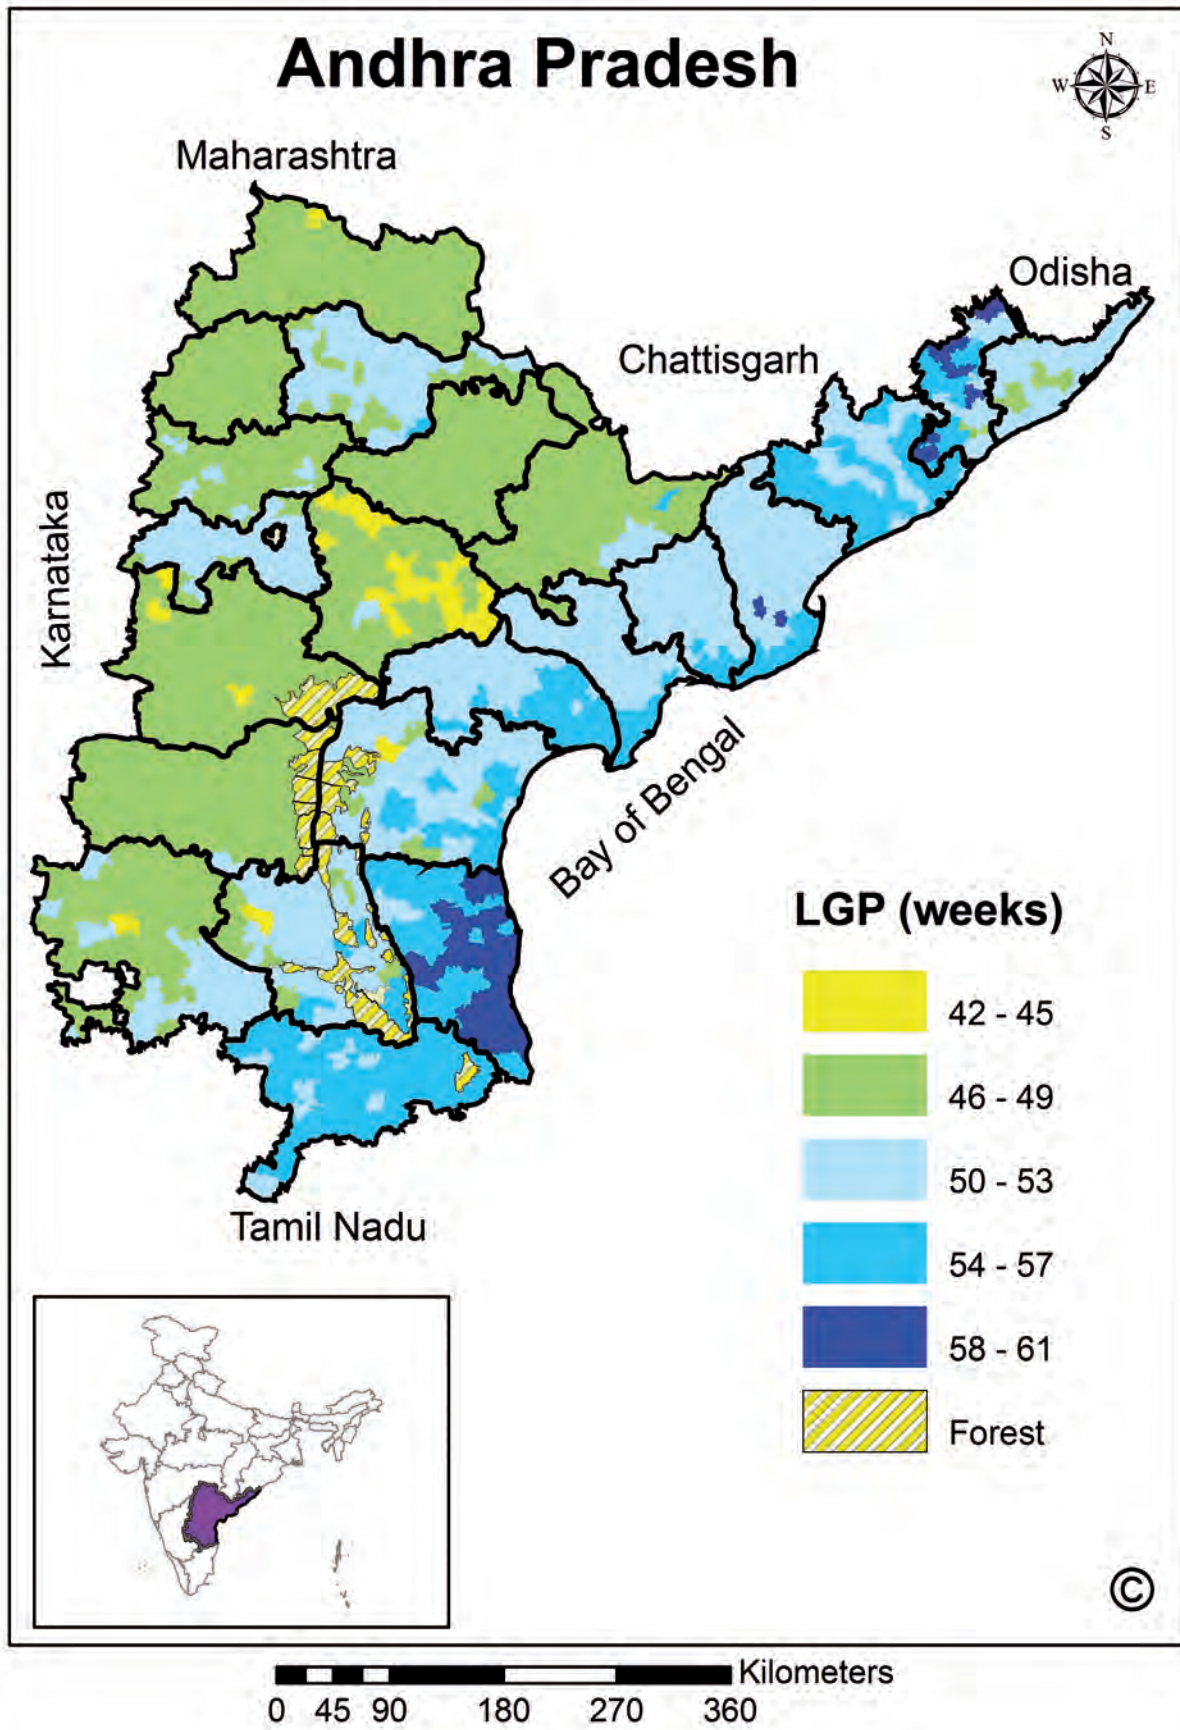 Andhra Pradesh
N
W E
S
Maharashtra
Odisha
Chattisgarh
Karnataka
Bay of Bengal
LGP (weeks)
42 - 45
46 - 49
50 - 53
54 - 57
58 - 61
Forest
Tamil Nadu
©
Kilometers
0 45 90 180 270 360